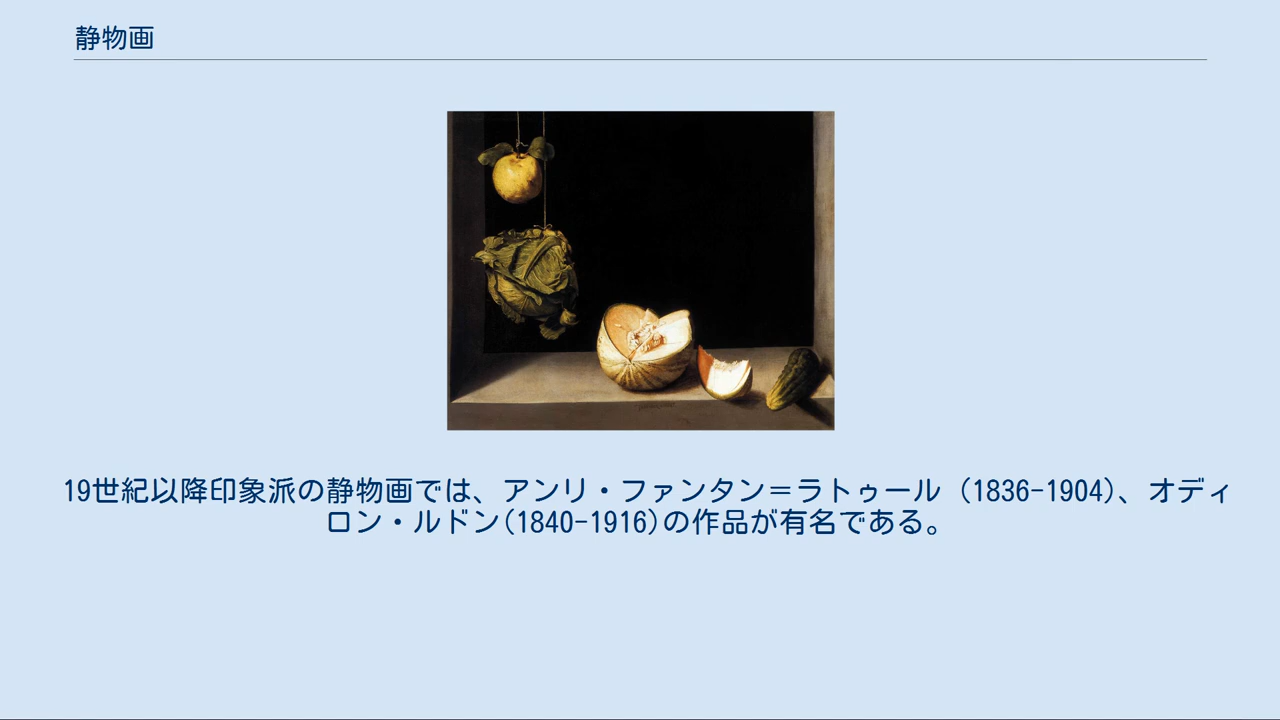 静物画
19世紀以降印象派の静物画では、アンリ・ファンタン＝ラトゥール (1836-1904)、オディ
ロン・ルドン(1840-1916)の作品が有名である。